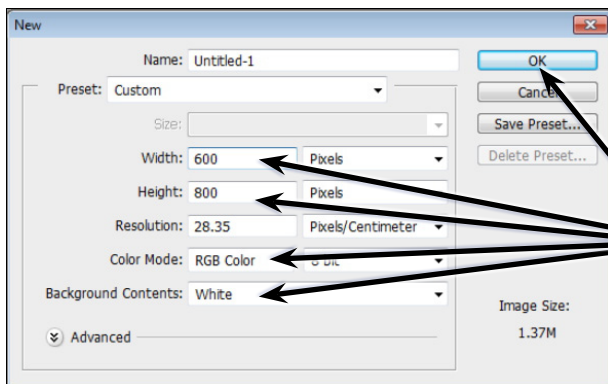 New
Name: Untitled-1
OK
Preset: Custom
Cancel
Size:
Save Preset...
Width: 600 Pixels
Delete Preset...
Height: 800 Pixels
Resolution: 28.35 Pixels/Centimeter
Color Mode: RGB Color
Background Contents: White
Image Size:
Advanced
1.37M